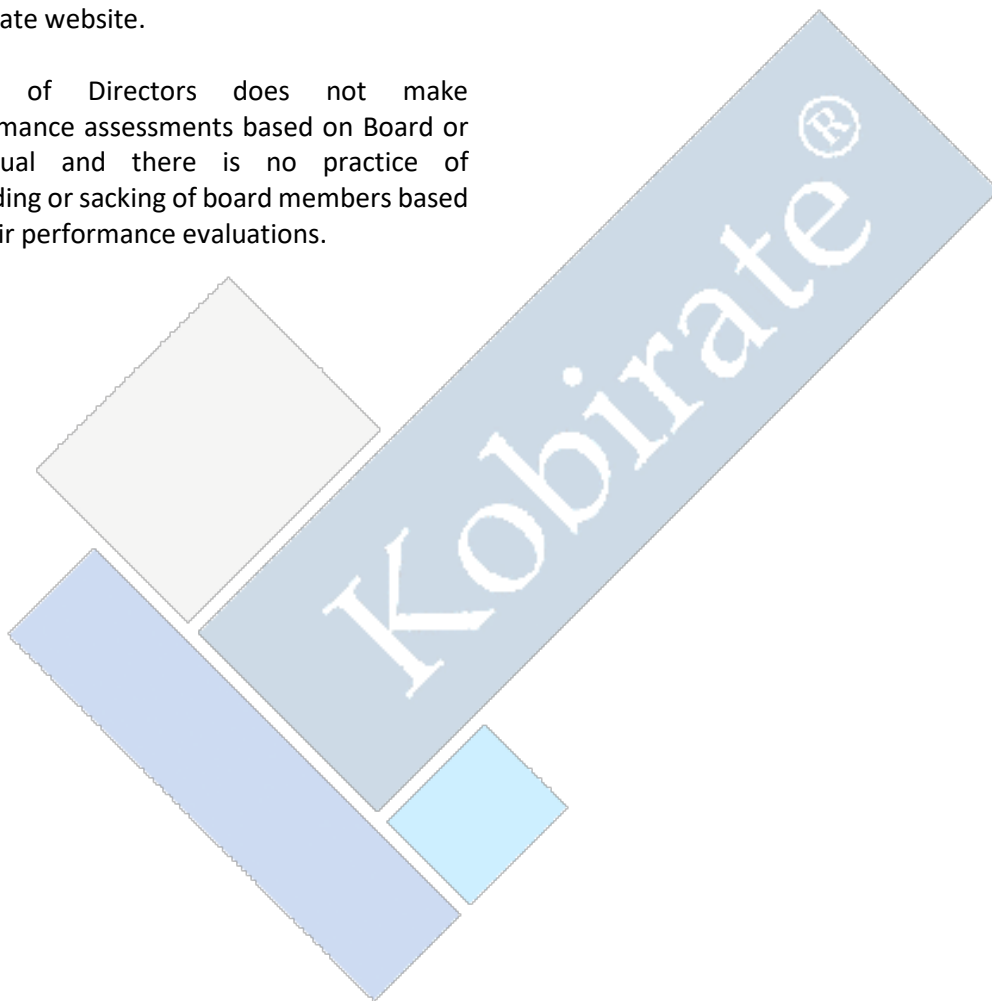 ate website.
of Directors does not make
mance assessments based on Board or
ual and there is no practice of
ding or sacking of board members based
ir performance evaluations.
Kobirate®